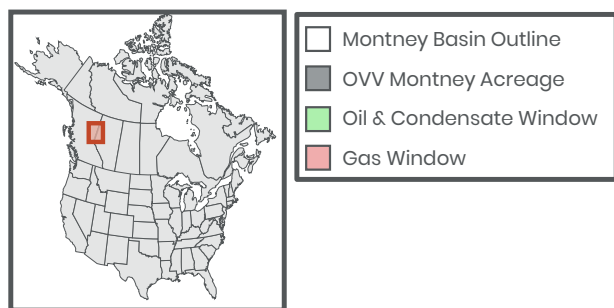 Montney Basin Outline
OVV Montney Acreage
Oil & Condensate Window
Gas Window